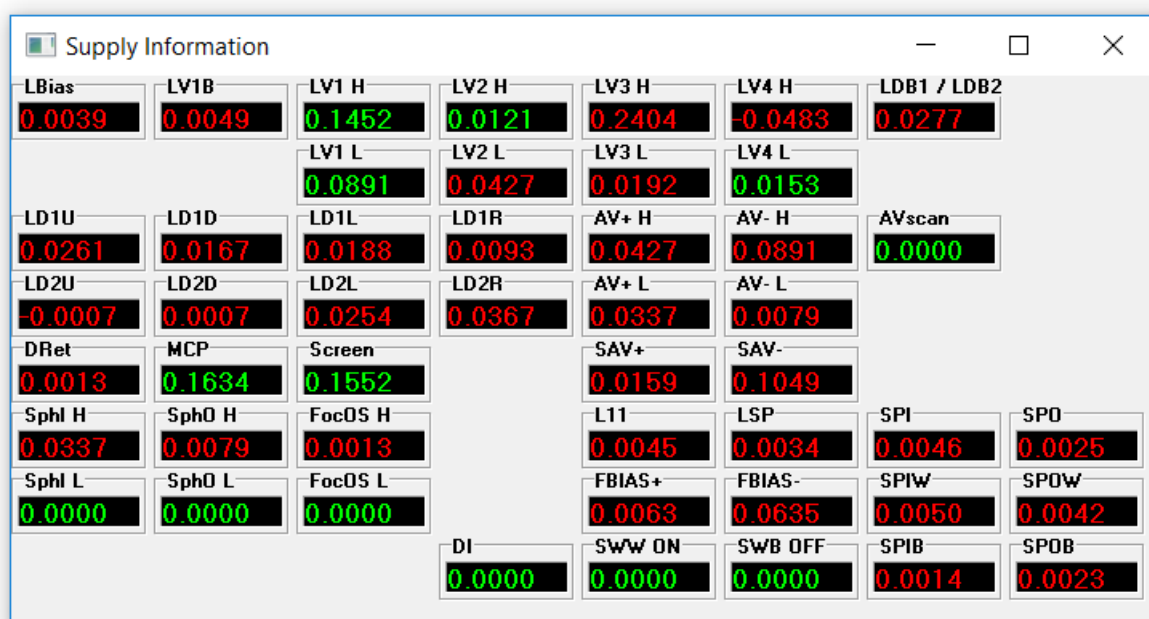 Supply Information
LBias LV1B LV1 H LV2 H LV3 H LV4 H LDB1 / LDB2
0.0039 0.0049 0.1452 0.0121 0.2404 -0.0483 0.0277
LV1 L LV2 L LV3 L LV4 L
0.0891 0.0427 0.0192 0.0153
LD1U LD1D LD1L LD1R AV+ H AV- H AVscan
0.0261 0.0167 0.0188 0.0093 0.0427 0.0891 0.0000
LD2U LD2D LD2L LD2R AV+ L AV- L
-0.0007 0.0007 0.0254 0.0367 0.0337 0.0079
DRet MCP Screen SAV+ SAV-
0.0013 0.1634 0.1552 0.0159 0.1049
SphI H SphO H FocOS H L11 LSP SPI SPO
0.0337 0.0079 0.0013 0.0045 0.0034 0.0046 0.0025
SphI L SphO L FocOS L FBIAS+ FBIAS- SPIW SPOW
0.0000 0.0000 0.0000 0.0063 0.0635 0.0050 0.0042
DI SWW ON SWB OFF SPIB SPOB
0.0000 0.0000 0.0000 0.0014 0.0023